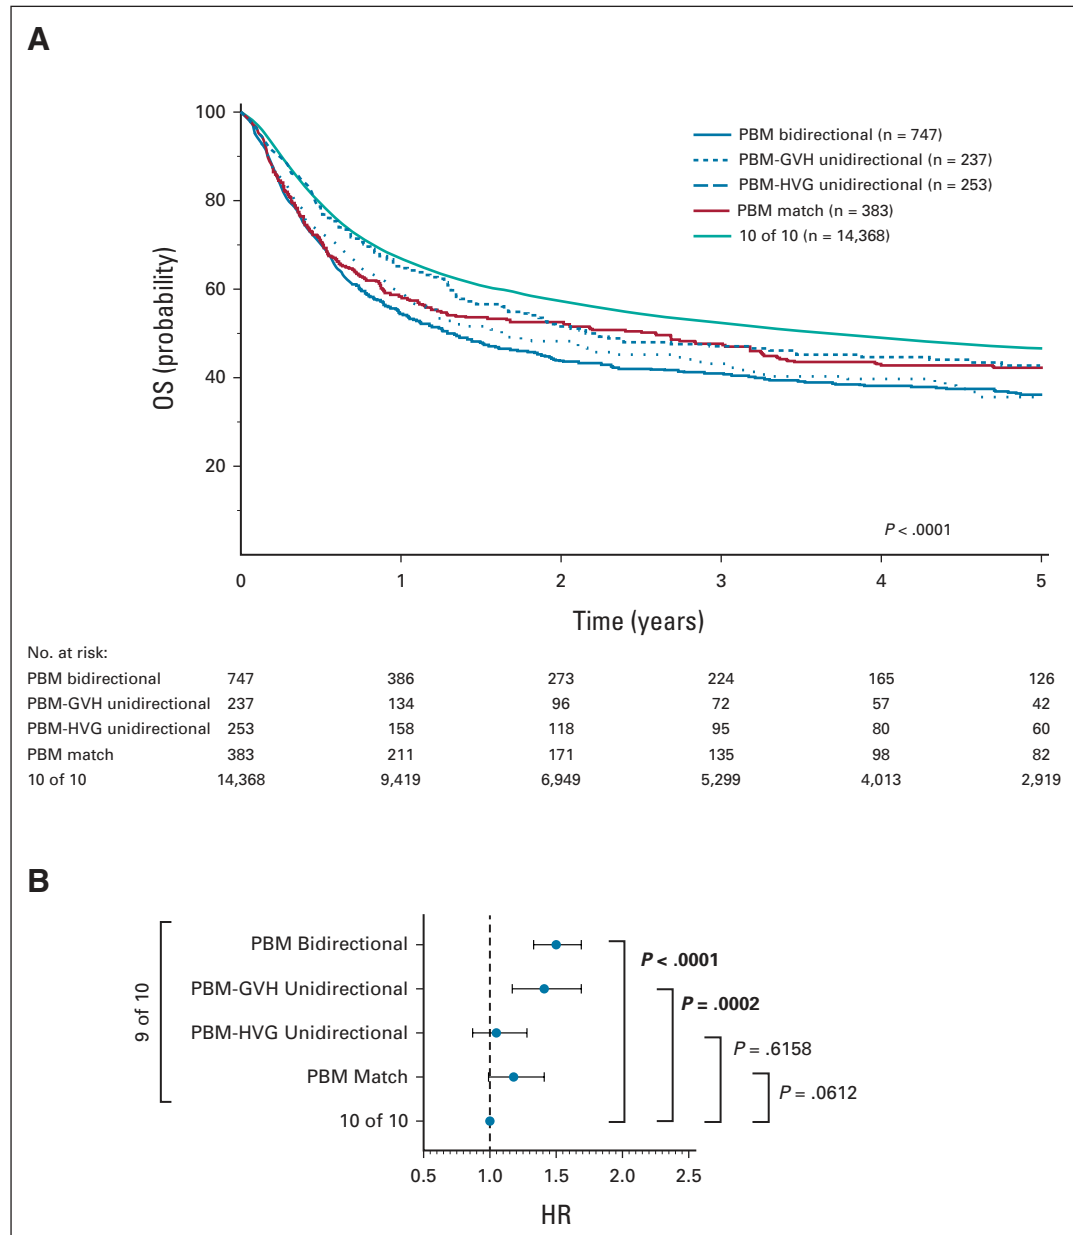 A
100
80
60
40
20
OS (probability)
PBM bidirectional (n = 747)
PBM-GVH unidirectional (n = 237)
PBM-HVG unidirectional (n = 253)
PBM match (n = 383)
10 of 10 (n = 14,368)
P < .0001
0 1 2 3 4 5
Time (years)
No. at risk:
PBM bidirectional 747 386 273 224 165 126
PBM-GVH unidirectional 237 134 96 72 57 42
PBM-HVG unidirectional 253 158 118 95 80 60
PBM match 383 211 171 135 98 82
10 of 10 14,368 9,419 6,949 5,299 4,013 2,919
B
9 of 10
PBM Bidirectional
PBM-GVH Unidirectional
PBM-HVG Unidirectional
PBM Match
10 of 10
P < .0001
P = .0002
P = .6158
P = .0612
0.5 1.0 1.5 2.0 2.5
HR